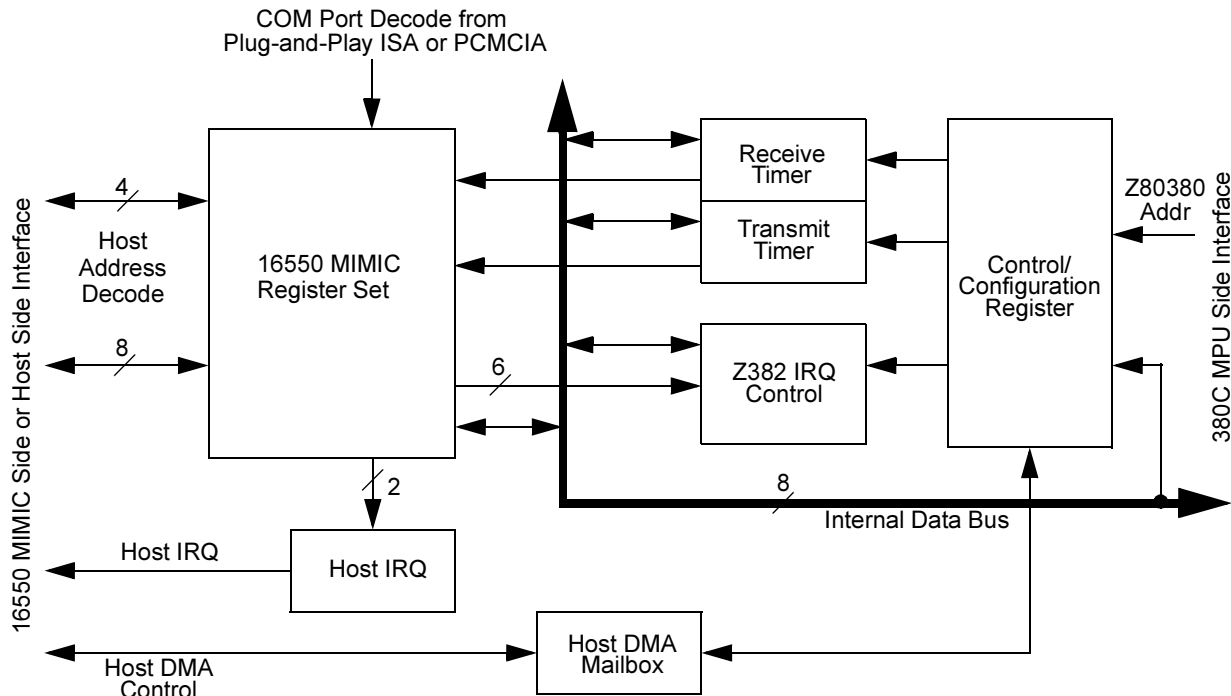 COM Port Decode from
Plug-and-Play ISA or PCMCIA
16550 MIMIC Side or Host Side Interface
4
Host
Address
Decode
8
16550 MIMIC
Register Set
6
2
Receive
Timer
Transmit
Timer
Z382 IRQ
Control
Control/
Configuration
Register
Z80380
Addr
380C MPU Side Interface
8
Internal Data Bus
Host IRQ
Host IRQ
Host DMA
Control
Host DMA
Mailbox